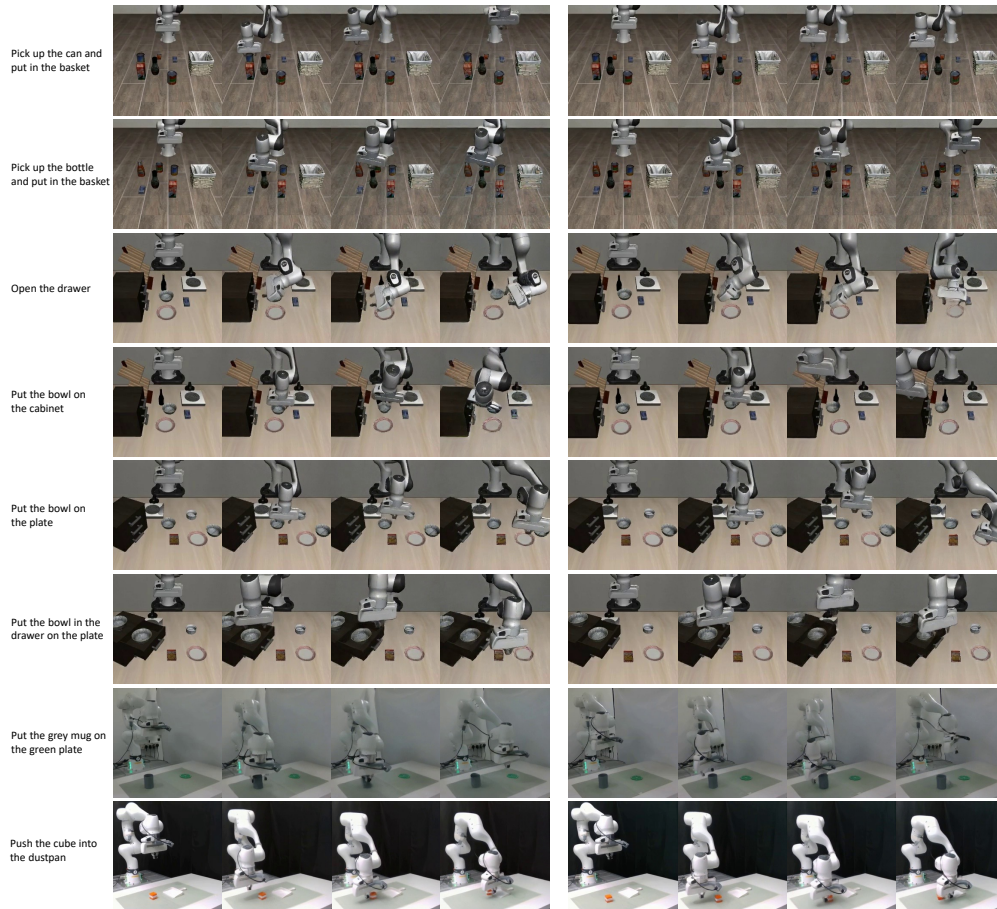 Pick up the can and
put in the basket
Pick up the bottle
and put in the basket
Open the drawer
Put the bowl on
the cabinet
Put the bowl on
the plate
Put the bowl in the
drawer on the plate
Put the grey mug on
the green plate
Push the cube into
the dustpan